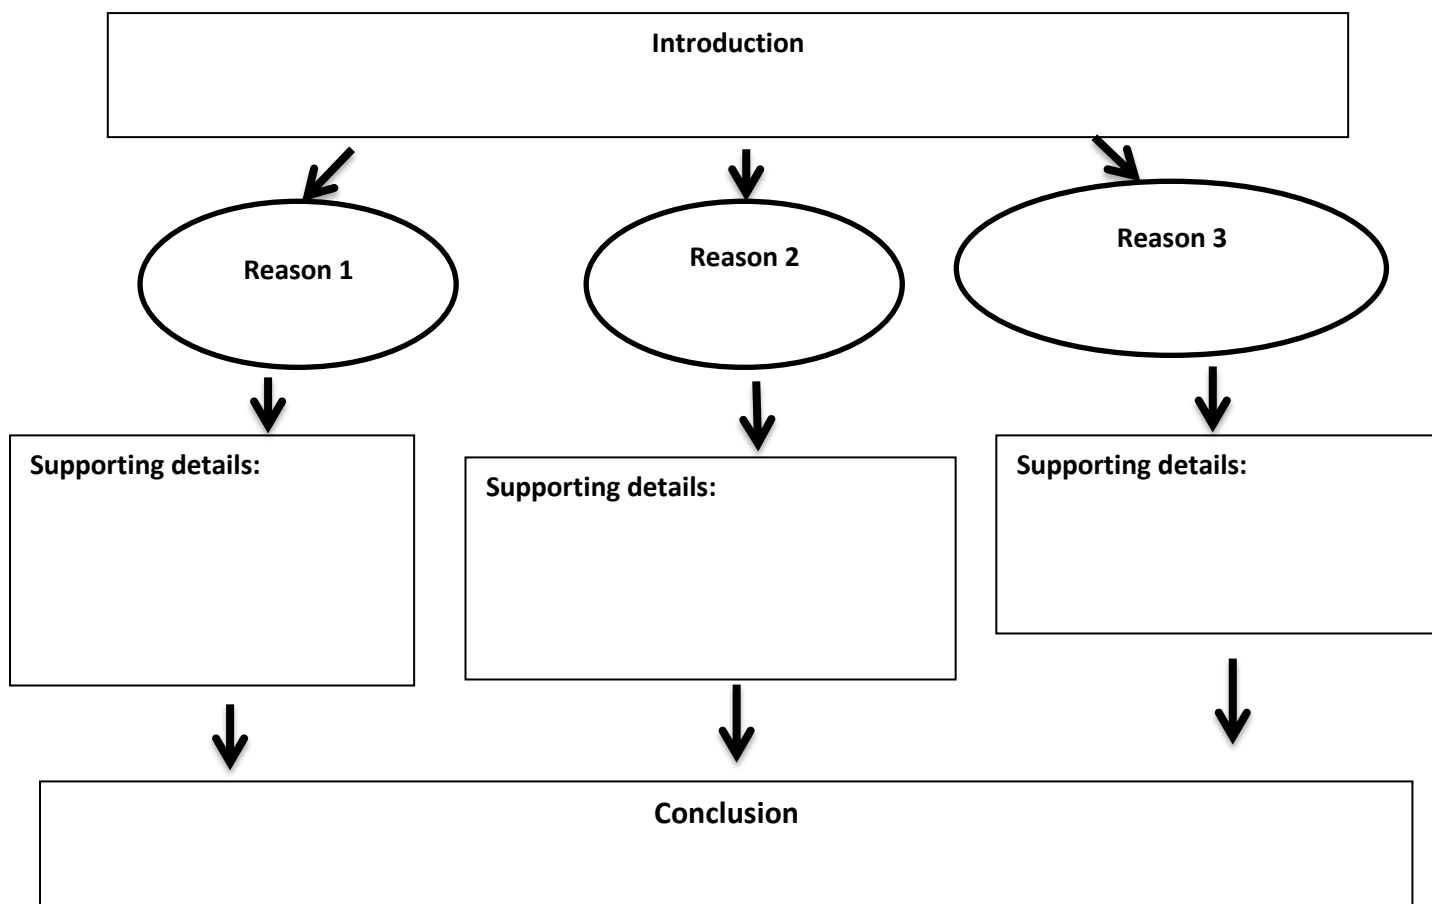 Introduction
Reason 1
Reason 2
Reason 3
Supporting details:
Supporting details:
Supporting details:
Conclusion